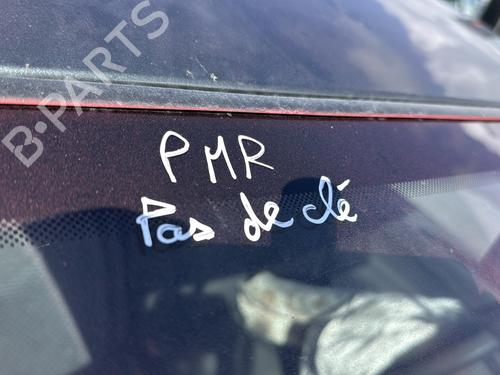 B-PARTS
PMR
Pas de clé